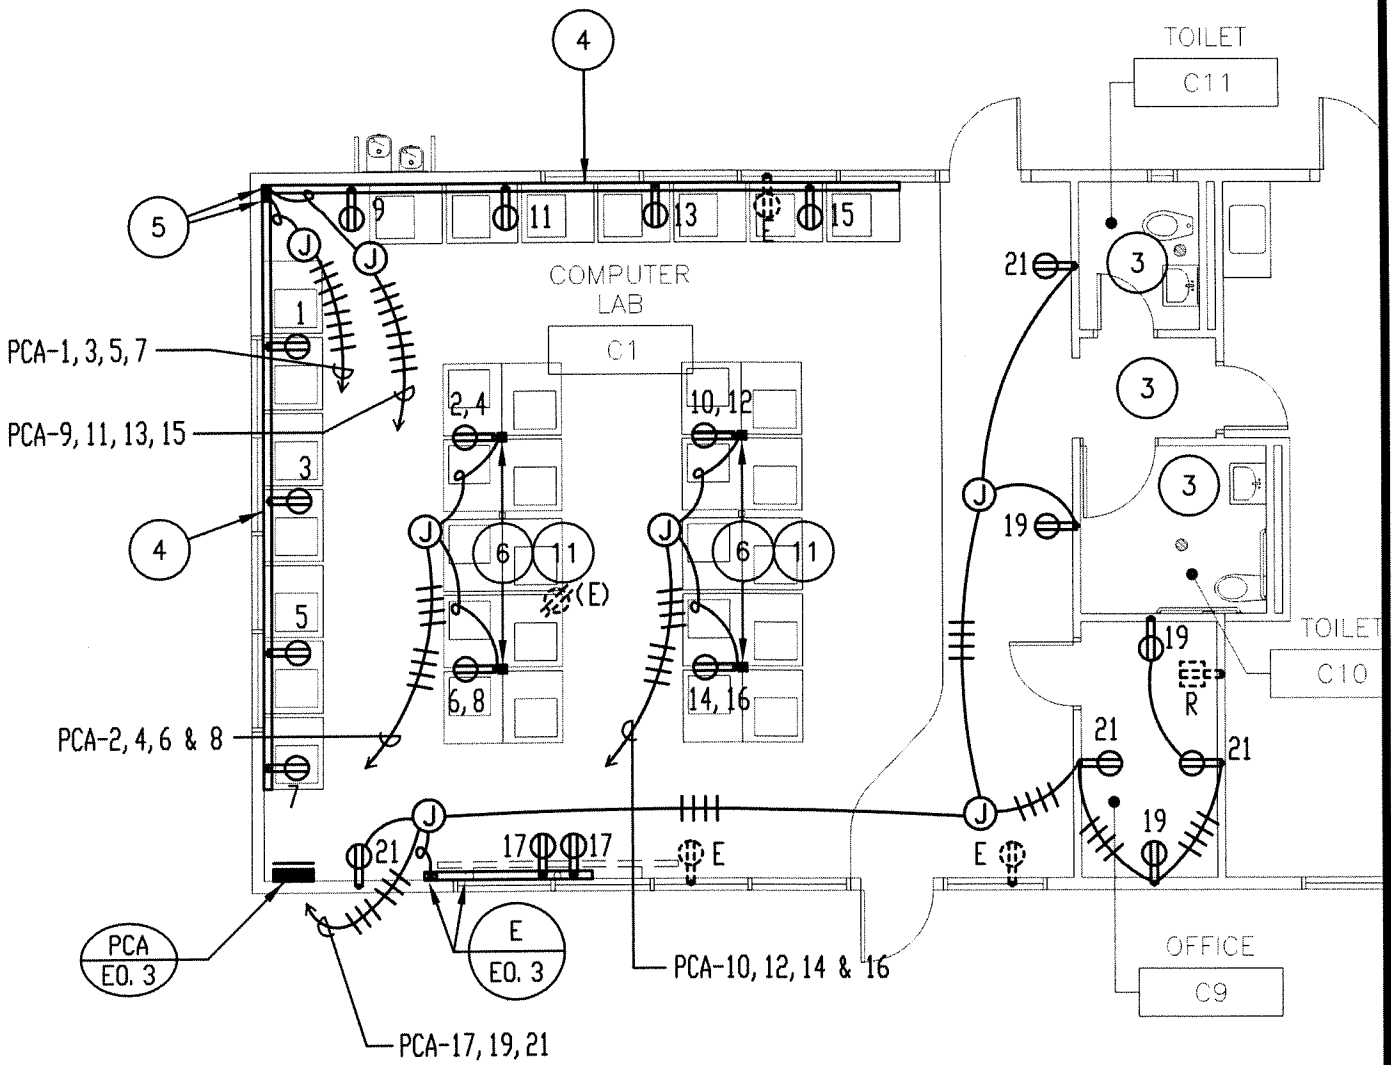 4
TOILET
C11
5
9
11
13
E
15
J
J
21
3
COMPUTER
LAB
C1
1
PCA-1, 3, 5, 7
2, 4
10, 12
3
PCA-9, 11, 13, 15
3
J
3
4
J
J
19
6
11
6
11
(E)
5
19
TOILET
C10
R
6, 8
14, 16
PCA-2, 4, 6 & 8
21
21
7
J
J
19
21
17
17
E
E
PCA
E0. 3
E
E0. 3
PCA-10, 12, 14 & 16
OFFICE
C9
PCA-17, 19, 21